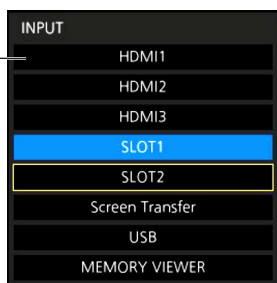 INPUT
HDMI1
HDMI2
HDMI3
SLOT1
SLOT2
Screen Transfer
USB
MEMORY VIEWER